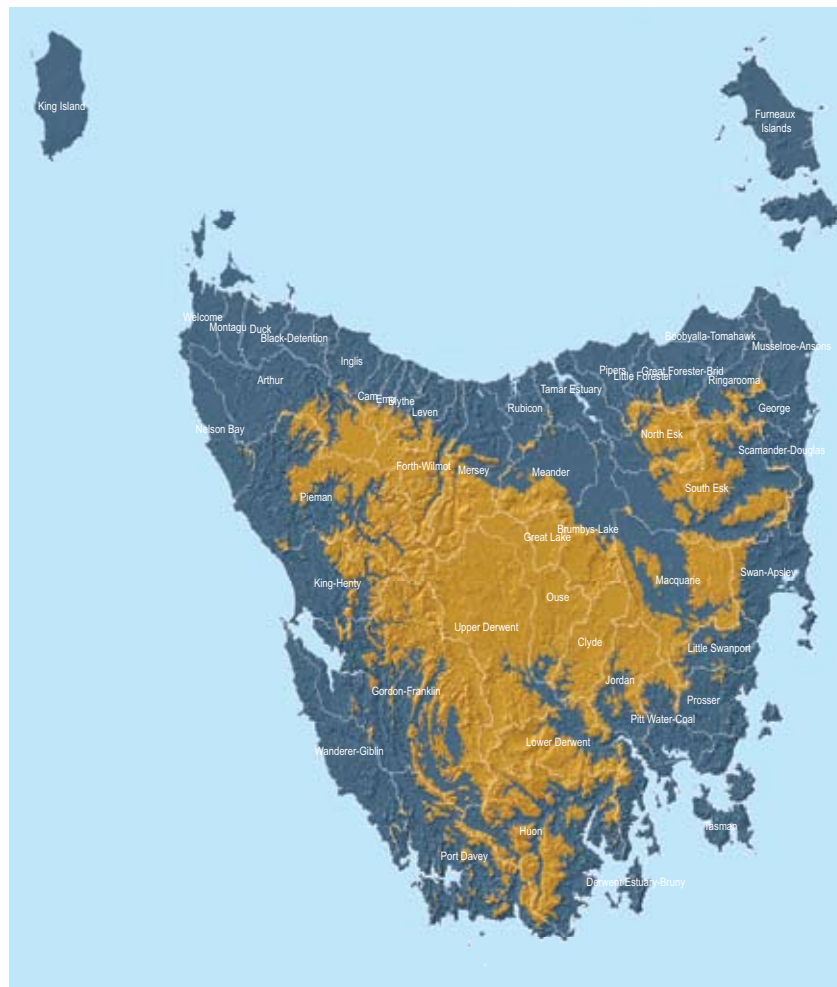 King Island
Furneaux
Islands
Welcome
Montagu
Duck
Black-Detention
Inglis
Boobyalla-Tomahawk
Musselroe-Ansons
Arthur
Pipers
Little Forester
Great Forester-Brid
Ringarooma
Tamar Estuary
Cam
Emu
Blythe
Leven
Rubicon
George
Nelson Bay
North Esk
Scamander-Douglas
Forth-Wilmot
Mersey
Meander
South Esk
Pieman
Brumbys-Lake
Great Lake
King-Henty
Macquarie
Swan-Apsley
Ouse
Upper Derwent
Clyde
Little Swanport
Jordan
Gordon-Franklin
Prosser
Pitt Water-Coal
Wanderer-Giblin
Lower Derwent
Tasman
Huon
Port Davey
Derwent Estuary-Bruny